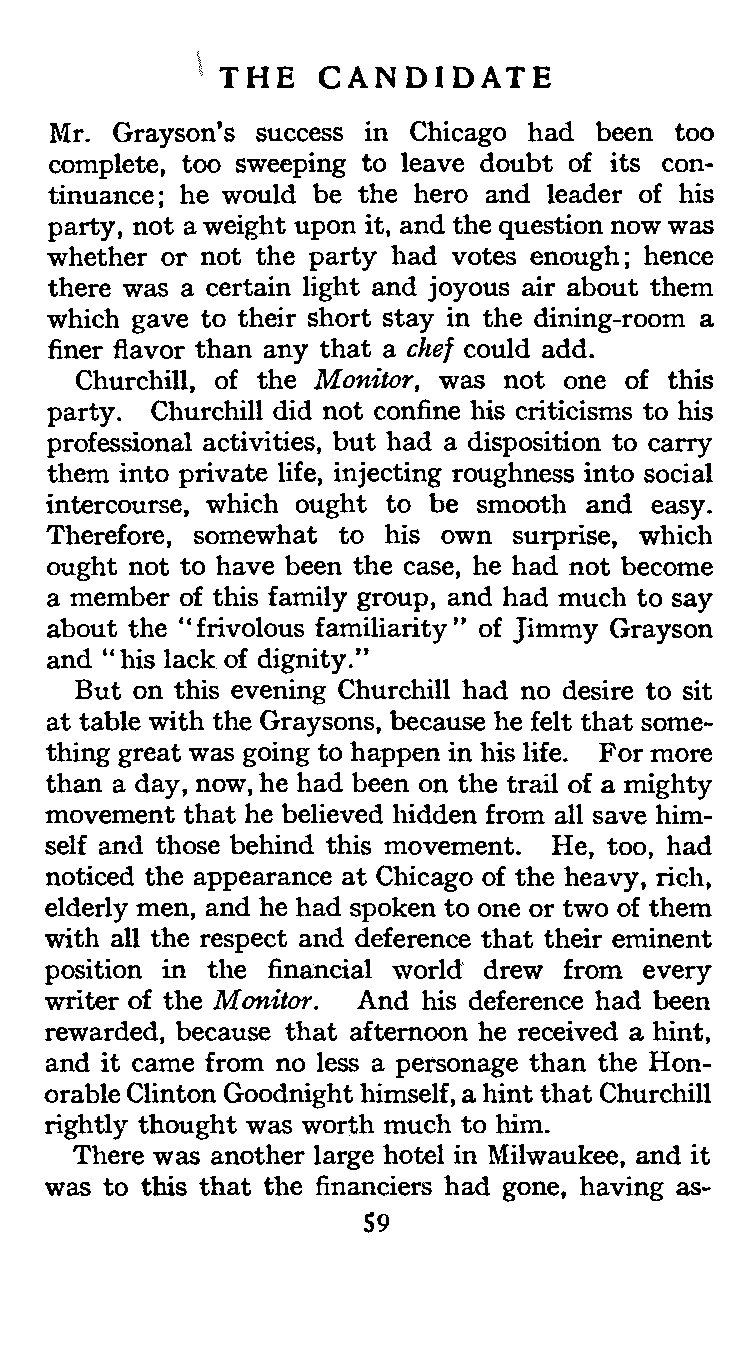 THE CANDIDATE
Mr. Grayson's success in Chicago had been too
complete, too sweeping to leave doubt of its con-
tinuance; he would be the hero and leader of his
party, not a weight upon it, and the question now was
whether or not the party had votes enough; hence
there was a certain light and joyous air about them
which gave to their short stay in the dining-room a
finer flavor than any that a chef could add.
Churchill, of the Monitor, was not one of this
party. Churchill did not confine his criticisms to his
professional activities, but had a disposition to carry
them into private life, injecting roughness into social
intercourse, which ought to be smooth and easy.
Therefore, somewhat to his own surprise, which
ought not to have been the case, he had not become
a member of this family group, and had much to say
about the "frivolous familiarity" of Jimmy Grayson
and "his lack of dignity."
But on this evening Churchill had no desire to sit
at table with the Graysons, because he felt that some-
thing great was going to happen in his life. For more
than a day, now, he had been on the trail of a mighty
movement that he believed hidden from all save him-
self and those behind this movement. He, too, had
noticed the appearance at Chicago of the heavy, rich,
elderly men, and he had spoken to one or two of them
with all the respect and deference that their eminent
position in the financial world drew from every
writer of the Monitor. And his deference had been
rewarded, because that afternoon he received a hint,
and it came from no less a personage than the Hon-
orable Clinton Goodnight himself, a hint that Churchill
rightly thought was worth much to him.
There was another large hotel in Milwaukee, and it
was to this that the financiers had gone, having as-
59